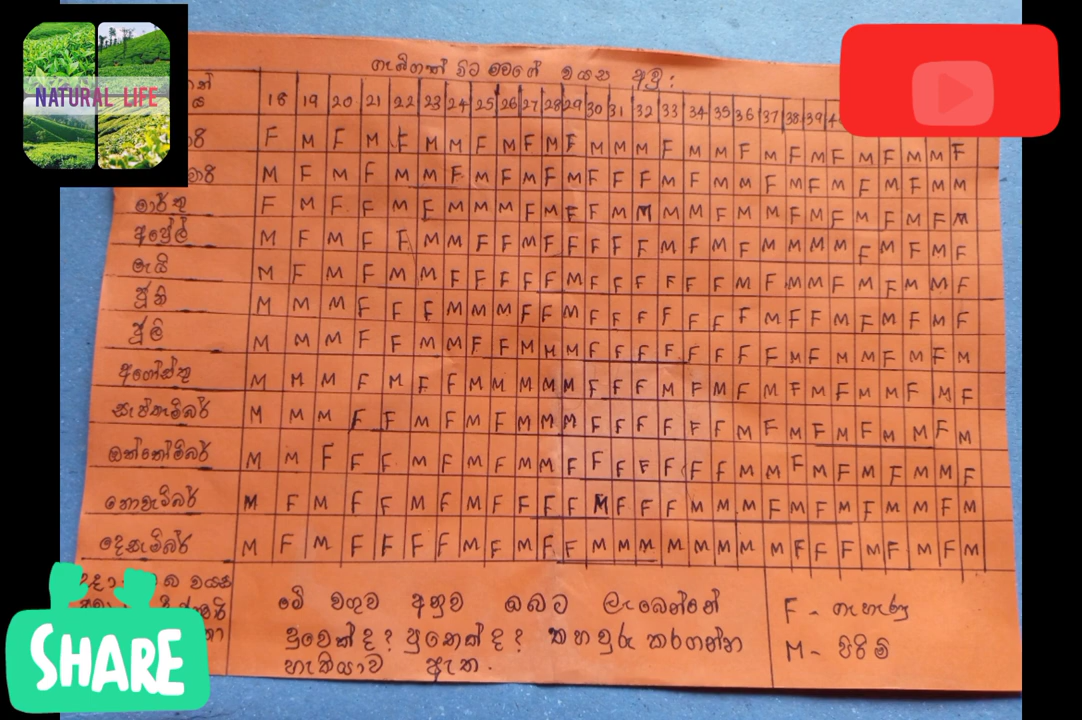 NATURAL LIFE
ගැබ්ගත් විට මවගේ වයස අවු:
18 19 20 21 22 23 24 25 26 27 28 29 30 31 32 33 34 35 36 37 38 39
F M F M F M M F M F M F M M M F M M F M F M F M F M M F
M F M F M M F M F M F M F F F M F M M F M F M F M F M M
මාර්තු F M F F M F M M M F M F F M M M M F M M F M F M F M F M
අප්‍රේල් M F M F F M M F F M F F F F F M F M F M M M M F F M M F
මැයි M F M F M M F F F F F M F F F F F F M F M M F M F M M F
ජූනි M M M F F F M M M F F M F F F F F F F M F F M F M F M F
ජූලි M M M F F M M F F M M M F F F F F F F F M F M M F M F M
අගෝස්තු M M M F M F F M M M M M F F F M F M F M F M F M M F M F
සැප්තැම්බර් M M M F F M F M F M M M F F F F F F M F M F M F M M F M
ඔක්තෝම්බර් M M F F F M F M F M M F F F F F F M M M F M F M F M M F
නොවැම්බර් M F M F F M F M F F F F M F F F M M M M M F M F M M F M
දෙසැම්බර් M F M F F F F M F M F F M M M M M M M M F F F M F M F M
වයස
මේ වගුව අනුව ඔබට ලැබෙන්නේ
දුවෙක් ද? පුතෙක් ද? තහවුරු කරගන්න
හැකියාව ඇත.
F - ගැහැණු
M - පිරිමි
SHARE